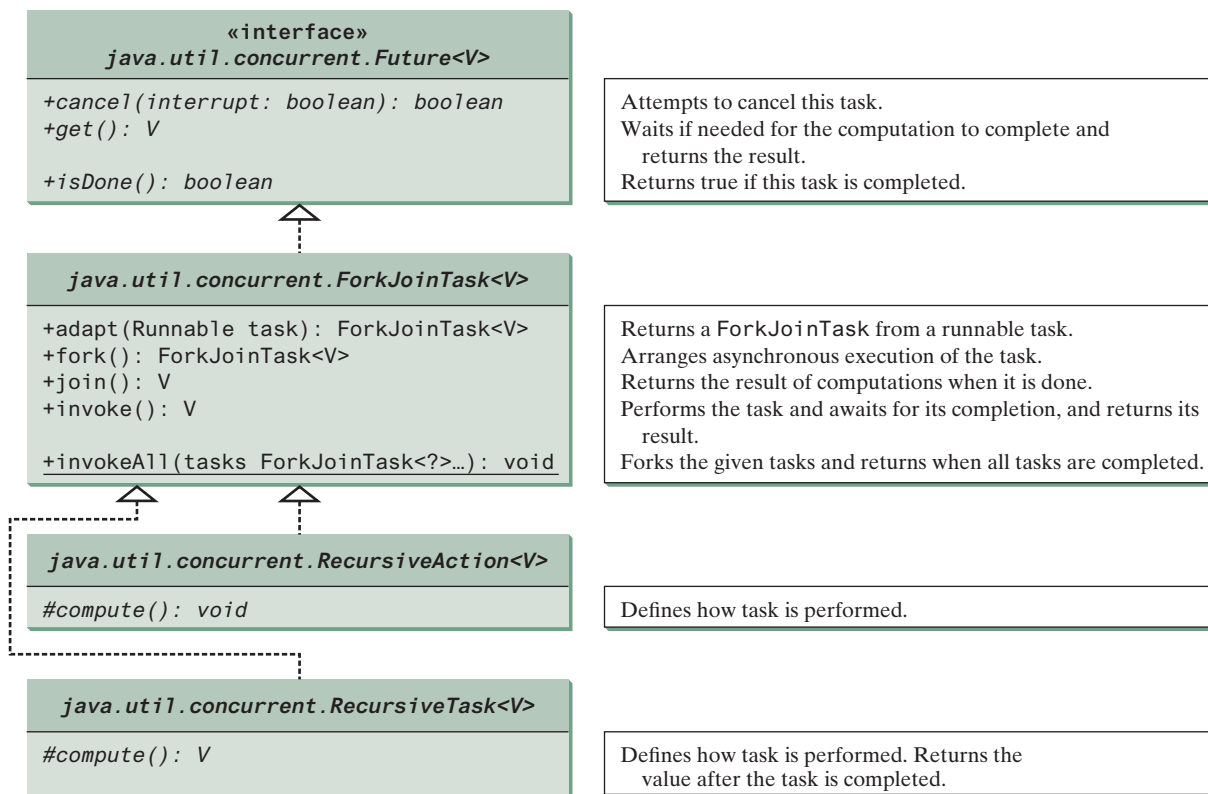 «interface»
java.util.concurrent.Future<V>
+cancel(interrupt: boolean): boolean
+get(): V
+isDone(): boolean
Attempts to cancel this task.
Waits if needed for the computation to complete and
returns the result.
Returns true if this task is completed.
java.util.concurrent.ForkJoinTask<V>
+adapt(Runnable task): ForkJoinTask<V>
+fork(): ForkJoinTask<V>
+join(): V
+invoke(): V
+invokeAll(tasks ForkJoinTask<?>…): void
Returns a ForkJoinTask from a runnable task.
Arranges asynchronous execution of the task.
Returns the result of computations when it is done.
Performs the task and awaits for its completion, and returns its
result.
Forks the given tasks and returns when all tasks are completed.
java.util.concurrent.RecursiveAction<V>
#compute(): void
Defines how task is performed.
java.util.concurrent.RecursiveTask<V>
#compute(): V
Defines how task is performed. Returns the
value after the task is completed.